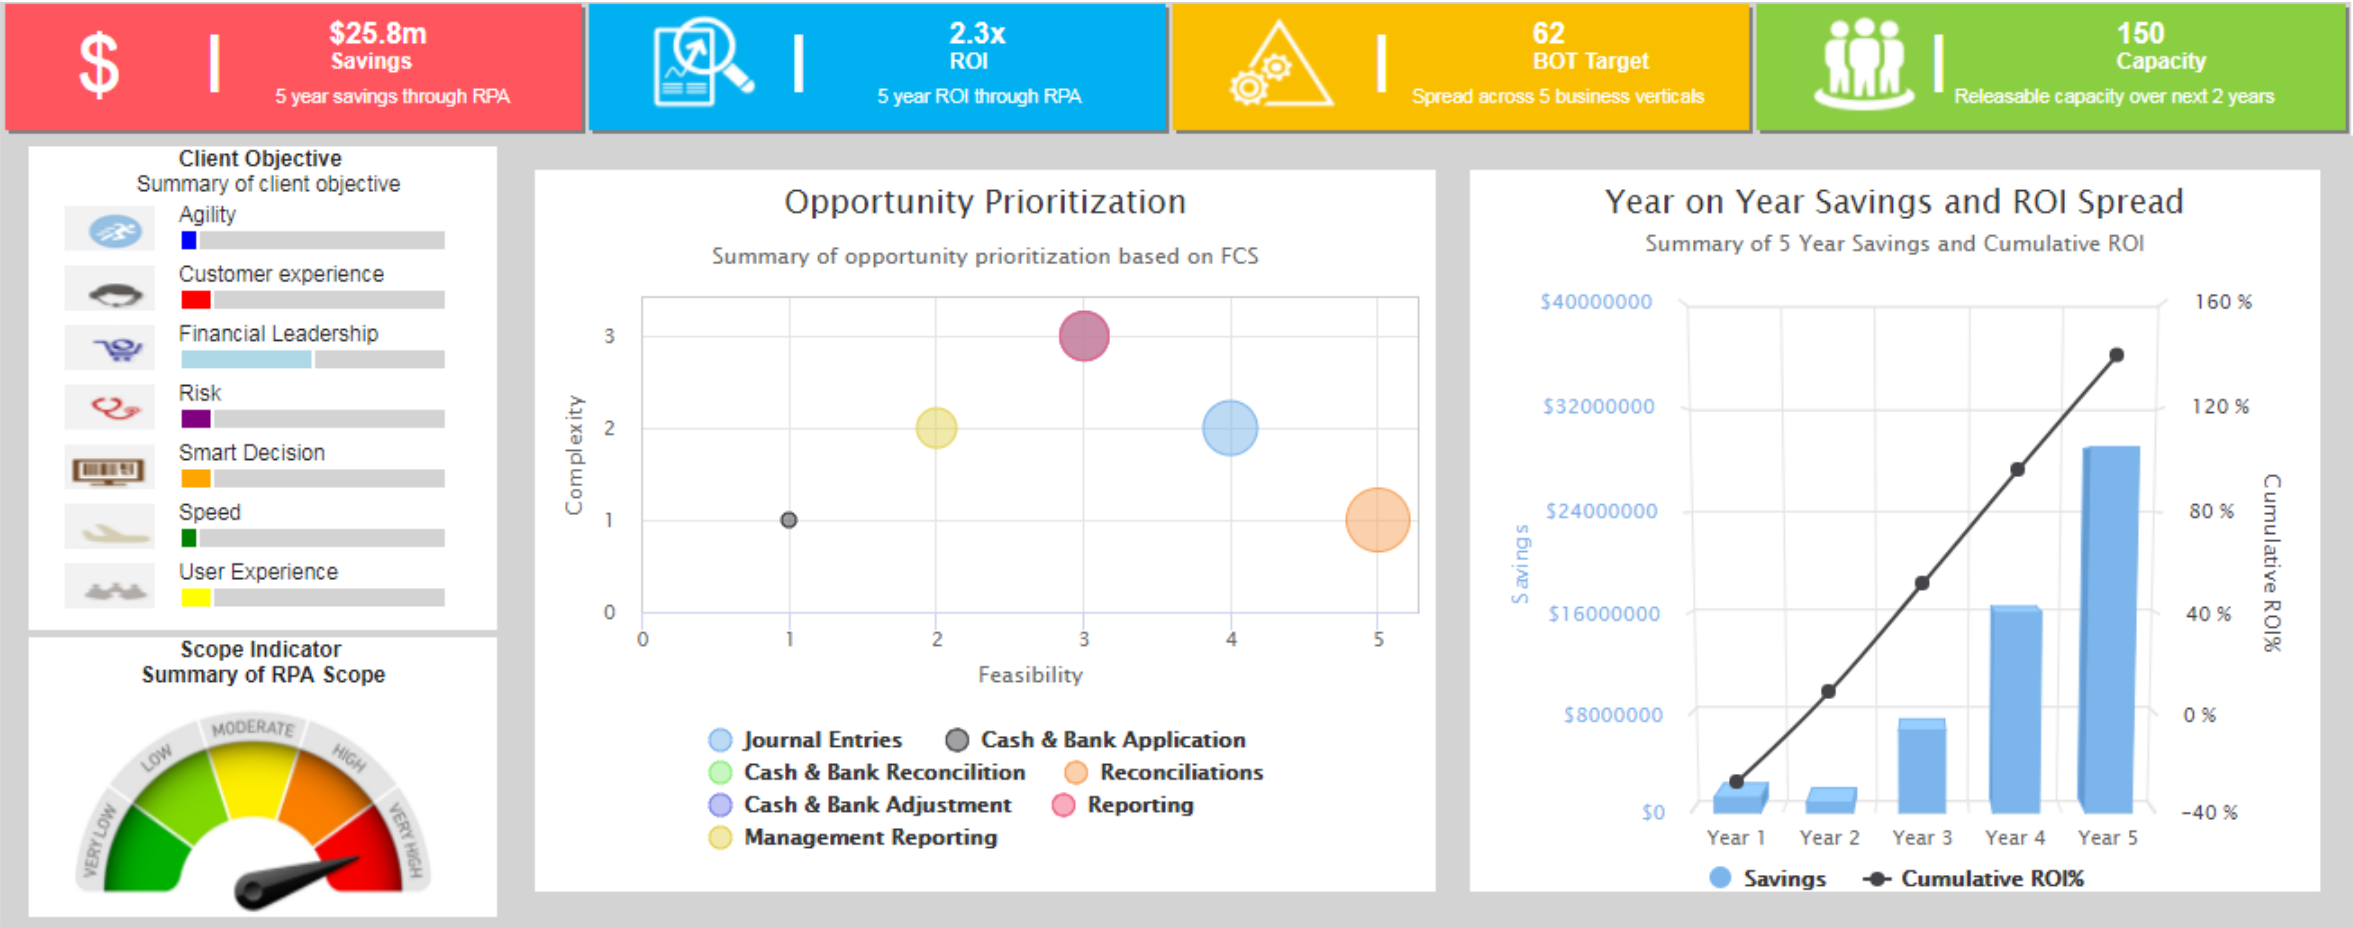 $25.8m
Savings
5 year savings through RPA
2.3x
ROI
5 year ROI through RPA
62
BOT Target
Spread across 5 business verticals
150
Capacity
Releasable capacity over next 2 years
Client Objective
Summary of client objective
Agility
Customer experience
Financial Leadership
Risk
Smart Decision
Speed
User Experience
Scope Indicator
Summary of RPA Scope
VERY LOW
LOW
MODERATE
HIGH
VERY HIGH
Opportunity Prioritization
Summary of opportunity prioritization based on FCS
Complexity
3
2
1
0
0 1 2 3 4 5
Feasibility
Journal Entries Cash & Bank Application
Cash & Bank Reconcilition Reconciliations
Cash & Bank Adjustment Reporting
Management Reporting
Year on Year Savings and ROI Spread
Summary of 5 Year Savings and Cumulative ROI
Savings
$40000000
$32000000
$24000000
$16000000
$8000000
$0
160 %
120 %
80 %
40 %
0 %
-40 %
Cumulative ROI%
Year 1 Year 2 Year 3 Year 4 Year 5
Savings Cumulative ROI%